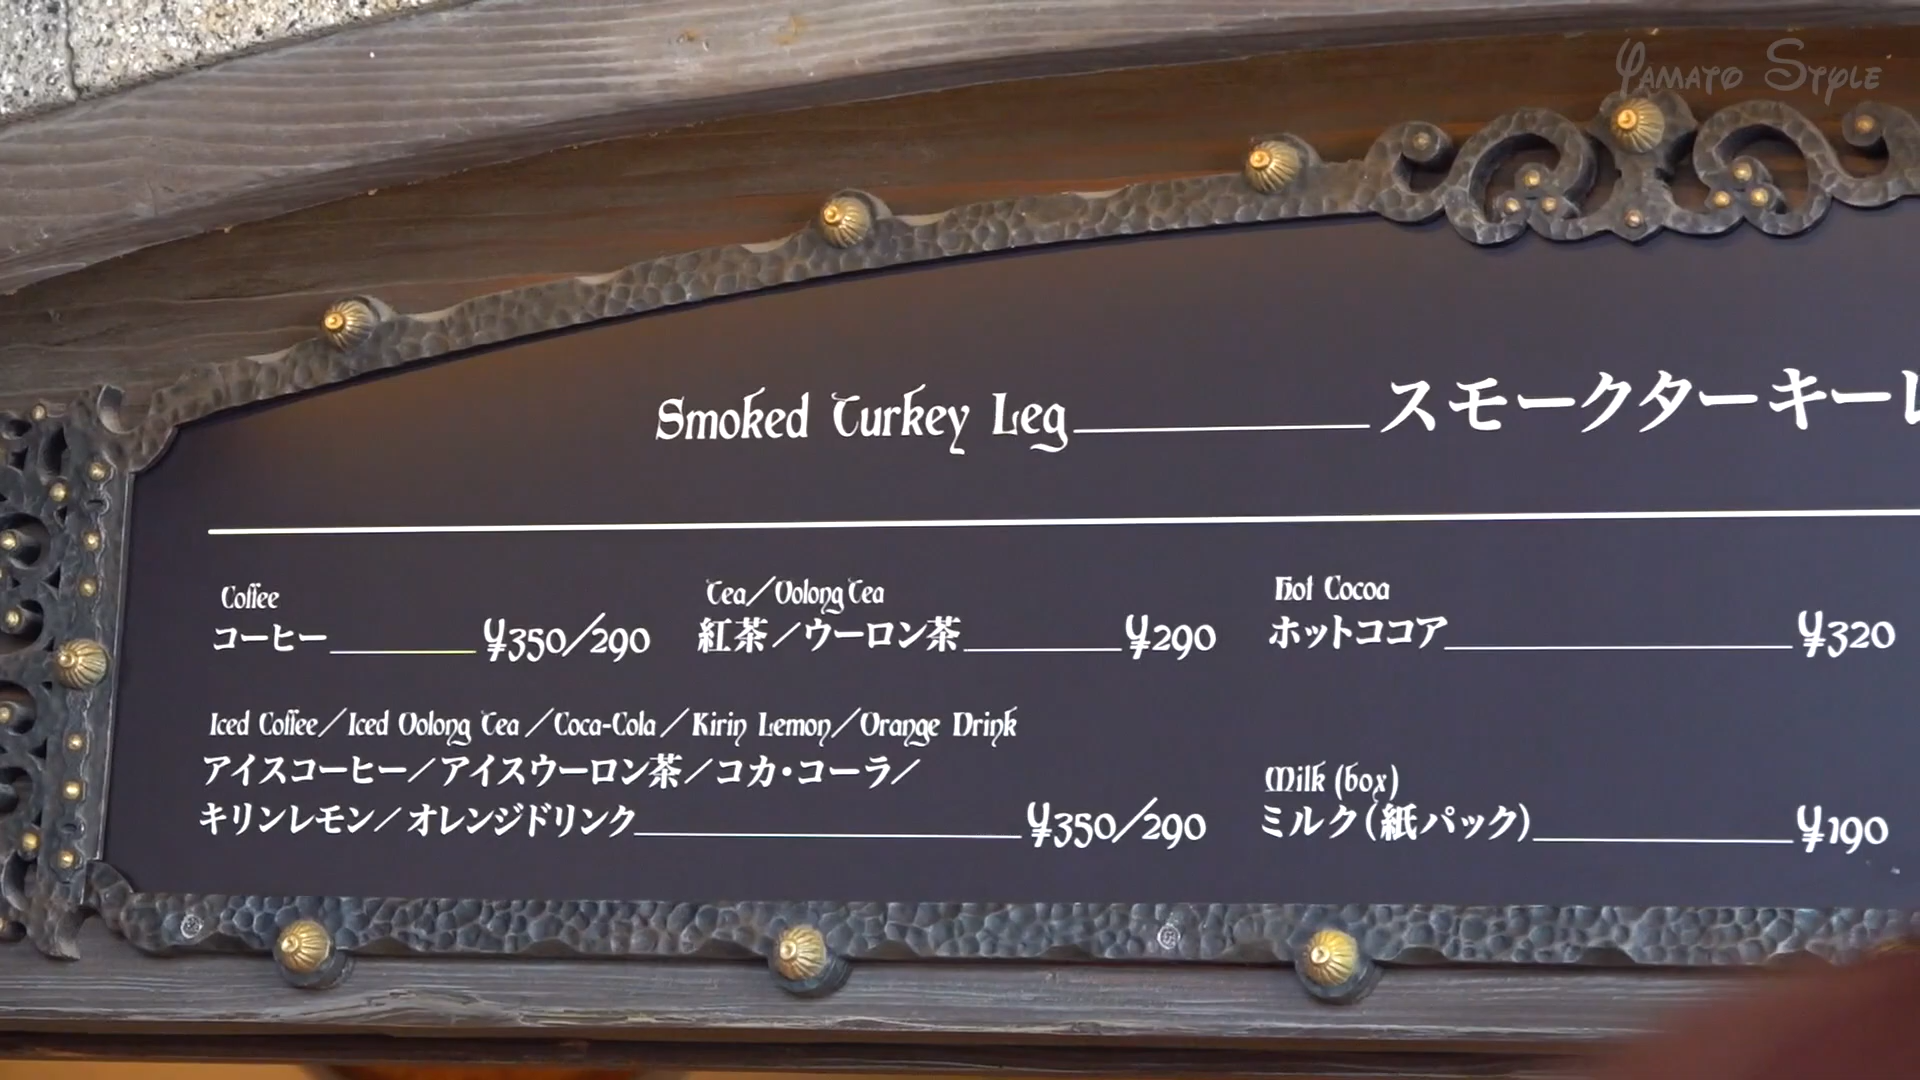 Yamato Style
Smoked Turkey Leg スモークターキーレ
Coffee
コーヒー ¥350/290
Tea/Oolong Tea
紅茶/ウーロン茶 ¥290
Hot Cocoa
ホットココア ¥320
Iced Coffee/Iced Oolong Tea/Coca-Cola/Kirin Lemon/Orange Drink
アイスコーヒー/アイスウーロン茶/コカ・コーラ/
キリンレモン/オレンジドリンク ¥350/290
Milk (box)
ミルク(紙パック) ¥190